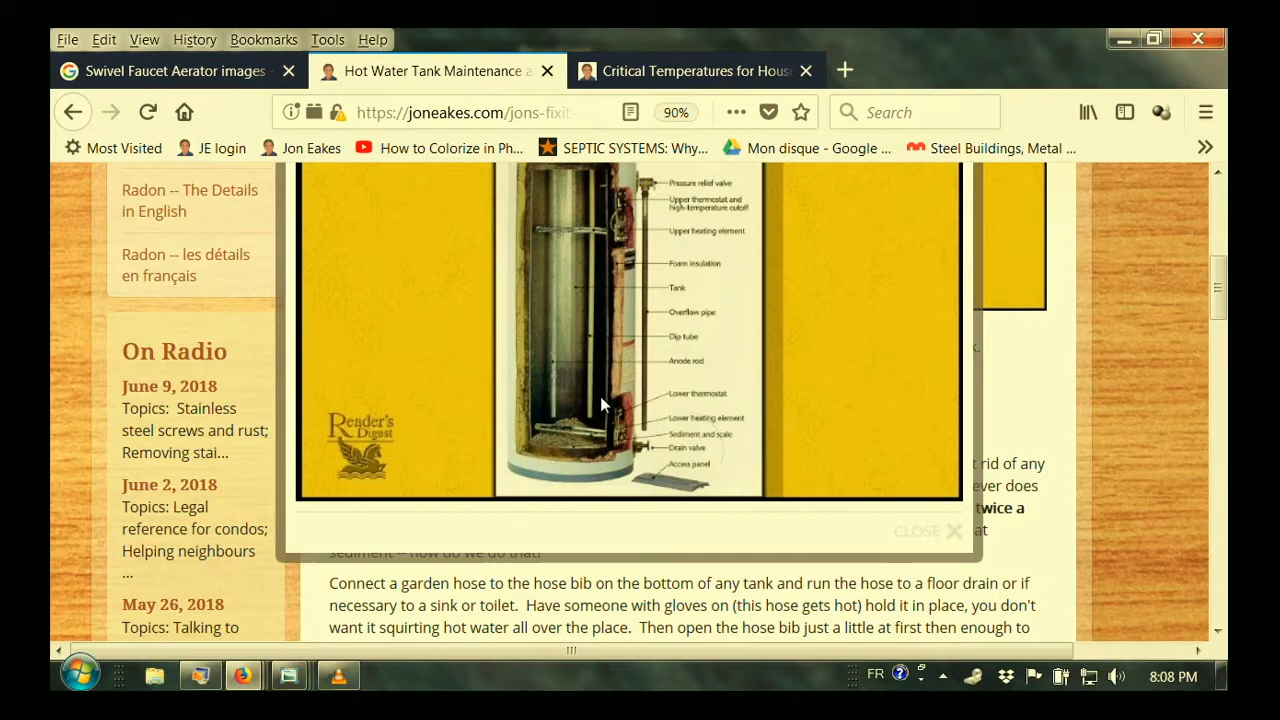 File Edit View History Bookmarks Tools Help
Swivel Faucet Aerator images -
Hot Water Tank Maintenance a
Critical Temperatures for House
https://joneakes.com/jons-fixit-
90%
Search
Most Visited JE login Jon Eakes How to Colorize in Ph... SEPTIC SYSTEMS: Why... Mon disque - Google ... Steel Buildings, Metal ...
Radon -- The Details
in English
Radon -- les détails
en français
On Radio
June 9, 2018
Topics: Stainless
steel screws and rust;
Removing stai...
June 2, 2018
Topics: Legal
reference for condos;
Helping neighbours
...
May 26, 2018
Topics: Talking to
Pressure relief valve
Upper thermostat and
high-temperature cutoff
Upper heating element
Foam insulation
Tank
Overflow pipe
Dip tube
Anode rod
Lower thermostat
Lower heating element
Sediment and scale
Drain valve
Access panel
Reader's
Digest
k.
t rid of any
ever does
twice a
at
CLOSE
sediment -- how do we do that?
Connect a garden hose to the hose bib on the bottom of any tank and run the hose to a floor drain or if
necessary to a sink or toilet. Have someone with gloves on (this hose gets hot) hold it in place, you don't
want it squirting hot water all over the place. Then open the hose bib just a little at first then enough to
FR
8:08 PM